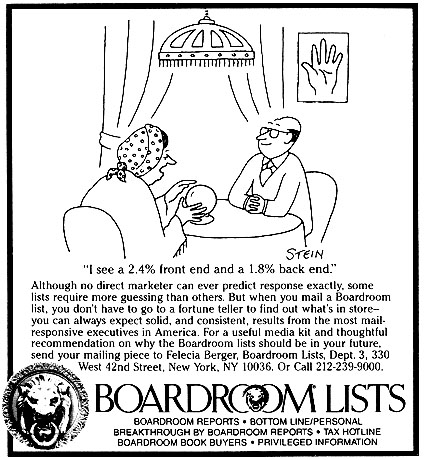 STEIN
"I see a 2.4% front end and a 1.8% back end."
Although no direct marketer can ever predict response exactly, some
lists require more guessing than others. But when you mail a Boardroom
list, you don't have to go to a fortune teller to find out what's in store–
you can always expect solid, and consistent, results from the most mail-
responsive executives in America. For a useful media kit and thoughtful
recommendation on why the Boardroom lists should be in your future,
send your mailing piece to Felecia Berger, Boardroom Lists, Dept. 3, 330
West 42nd Street, New York, NY 10036. Or Call 212-239-9000.
BOARDROOM LISTS
BOARDROOM REPORTS • BOTTOM LINE/PERSONAL
BREAKTHROUGH BY BOARDROOM REPORTS • TAX HOTLINE
BOARDROOM BOOK BUYERS • PRIVILEGED INFORMATION